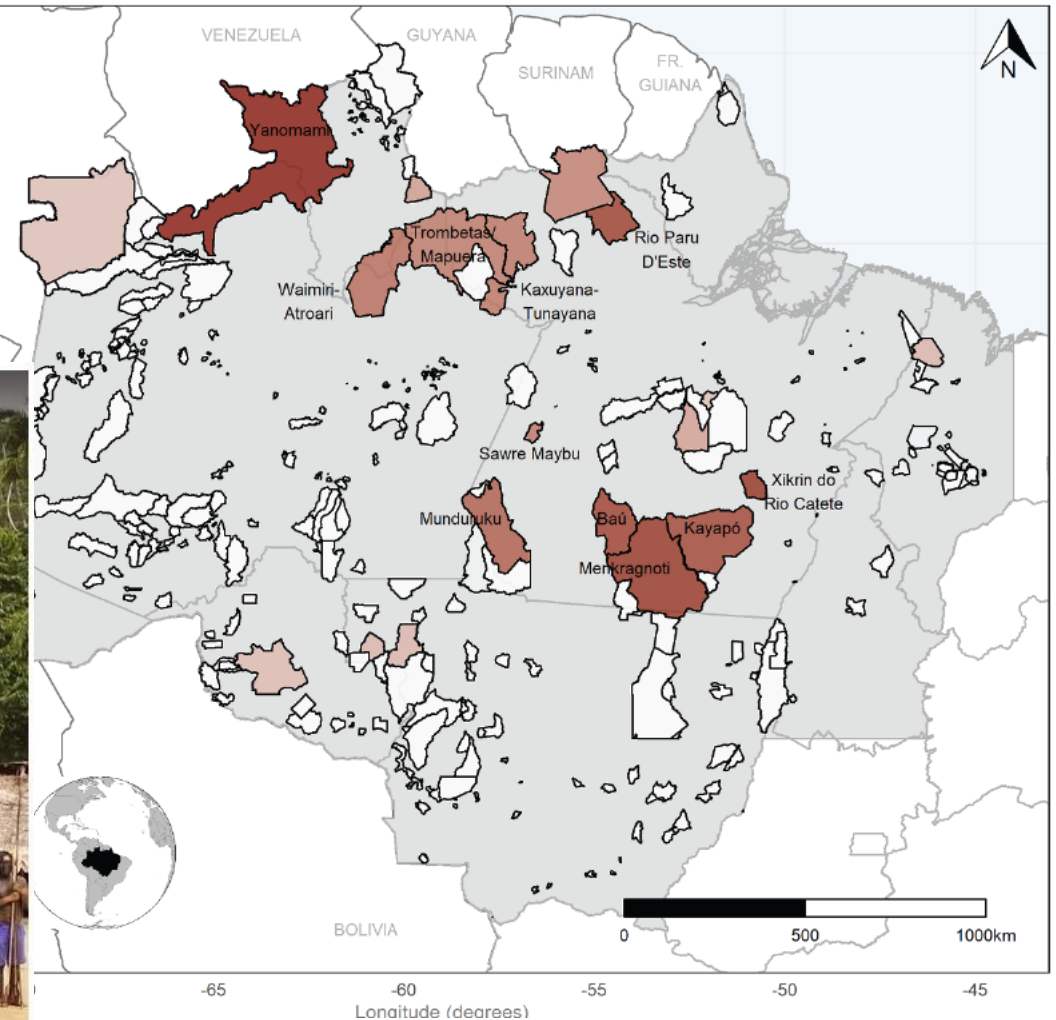 VENEZUELA
GUYANA
SURINAM
FR.
GUIANA
N
Yanomami
Trombetas/
Mapuera
Rio Paru
D'Este
Waimiri-
Atroari
Kaxuyana-
Tunayana
Sawre Maybu
Xikrin do
Rio Catete
Munduruku
Baú
Kayapó
Menkragnoti
BOLIVIA
0
500
1000km
-65
-60
-55
-50
-45
Longitude (degrees)